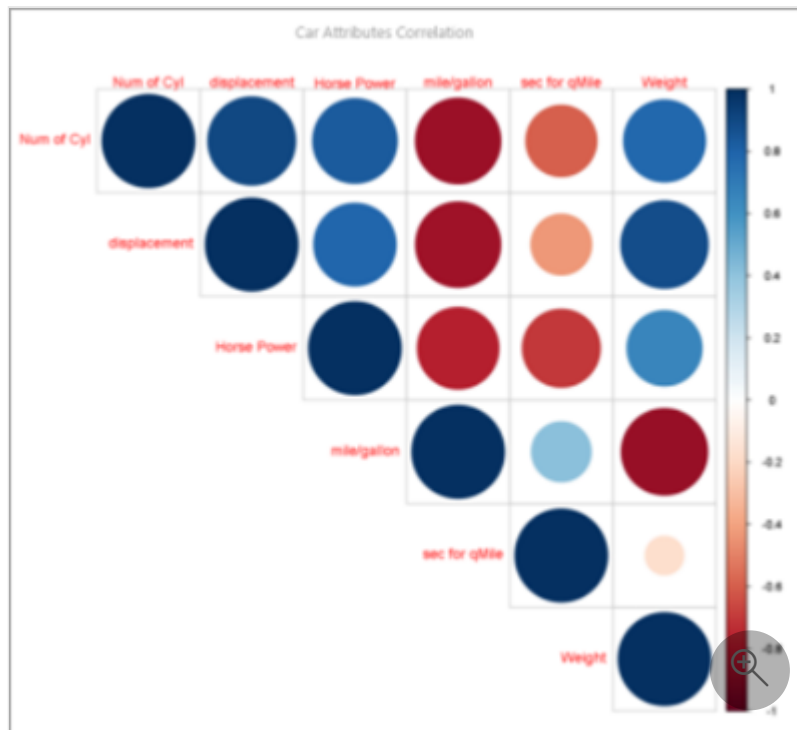 Car Attributes Correlation
Num of Cyl displacement Horse Power mile/gallon sec for qMile Weight
Num of Cyl
displacement
Horse Power
mile/gallon
sec for qMile
Weight
1
0.8
0.6
0.4
0.2
0
-0.2
-0.4
-0.6
-0.8
-1